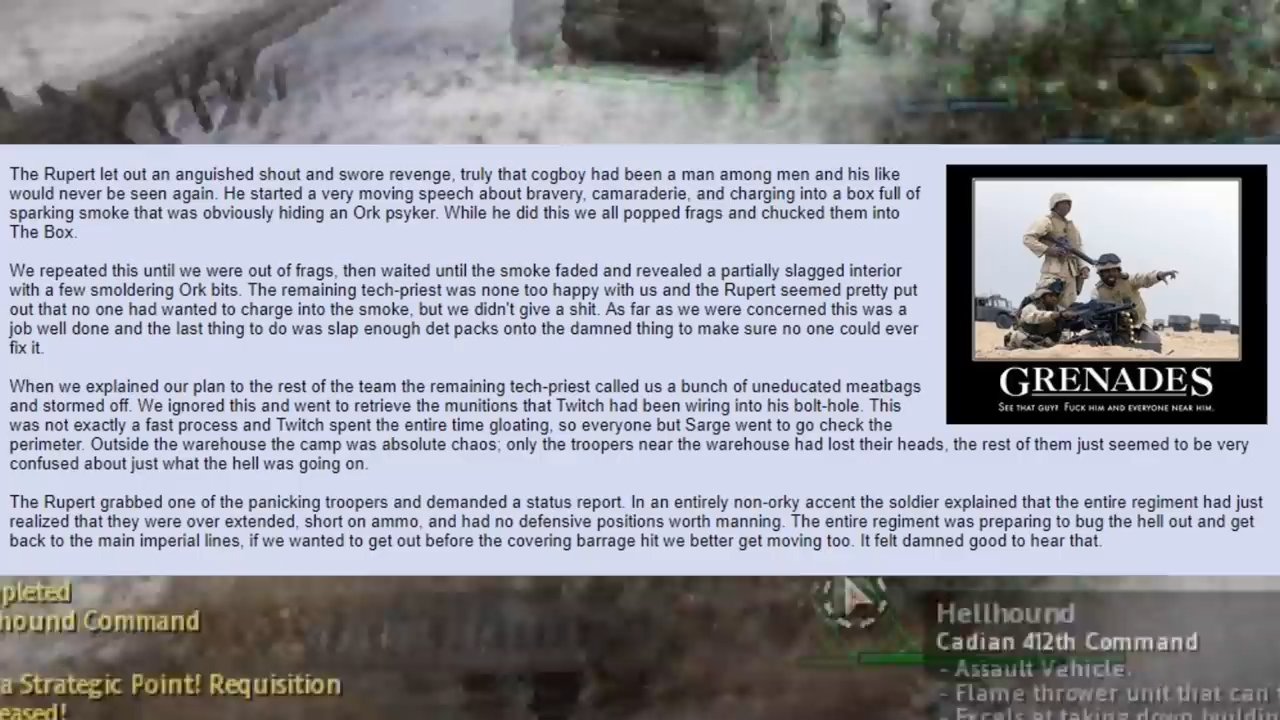 The Rupert let out an anguished shout and swore revenge, truly that cogboy had been a man among men and his like
would never be seen again. He started a very moving speech about bravery, camaraderie, and charging into a box full of
sparking smoke that was obviously hiding an Ork psyker. While he did this we all popped frags and chucked them into
The Box.
We repeated this until we were out of frags, then waited until the smoke faded and revealed a partially slagged interior
with a few smoldering Ork bits. The remaining tech-priest was none too happy with us and the Rupert seemed pretty put
out that no one had wanted to charge into the smoke, but we didn't give a shit. As far as we were concerned this was a
job well done and the last thing to do was slap enough det packs onto the damned thing to make sure no one could ever
fix it.
When we explained our plan to the rest of the team the remaining tech-priest called us a bunch of uneducated meatbags
and stormed off. We ignored this and went to retrieve the munitions that Twitch had been wiring into his bolt-hole. This
was not exactly a fast process and Twitch spent the entire time gloating, so everyone but Sarge went to go check the
perimeter. Outside the warehouse the camp was absolute chaos; only the troopers near the warehouse had lost their heads, the rest of them just seemed to be very
confused about just what the hell was going on.
The Rupert grabbed one of the panicking troopers and demanded a status report. In an entirely non-orky accent the soldier explained that the entire regiment had just
realized that they were over extended, short on ammo, and had no defensive positions worth manning. The entire regiment was preparing to bug the hell out and get
back to the main imperial lines, if we wanted to get out before the covering barrage hit we better get moving too. It felt damned good to hear that.
GRENADES
SEE THAT GUY? FUCK HIM AND EVERYONE NEAR HIM.
pleted
hound Command
a Strategic Point! Requisition
eased!
Hellhound
Cadian 412th Command
- Assault Vehicle.
- Flame thrower unit that can
- Excels at taking down